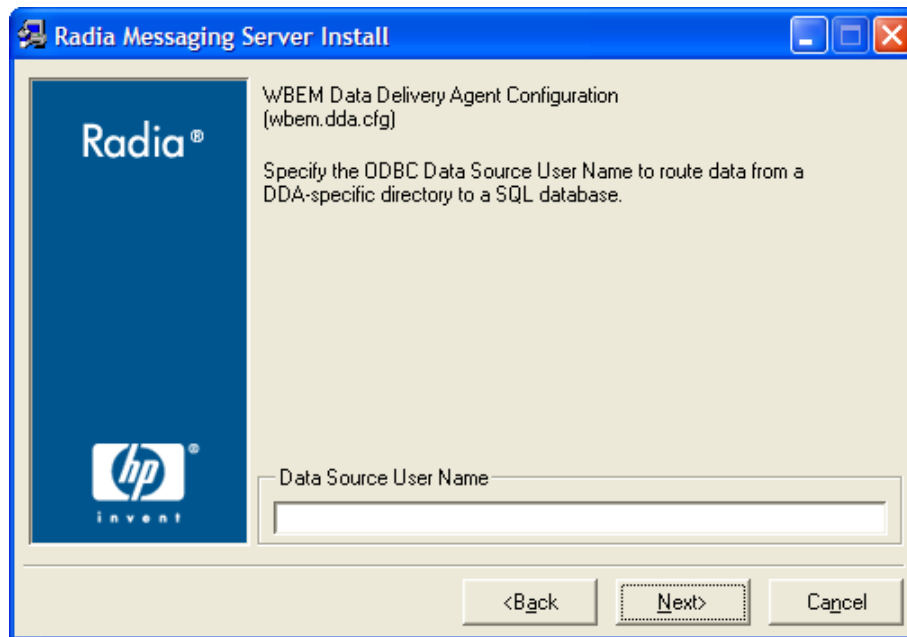 Radia Messaging Server Install
Radia®
WBEM Data Delivery Agent Configuration
(wbem.dda.cfg)
Specify the ODBC Data Source User Name to route data from a
DDA-specific directory to a SQL database.
hp®
invent
Data Source User Name
<Back
Next>
Cancel